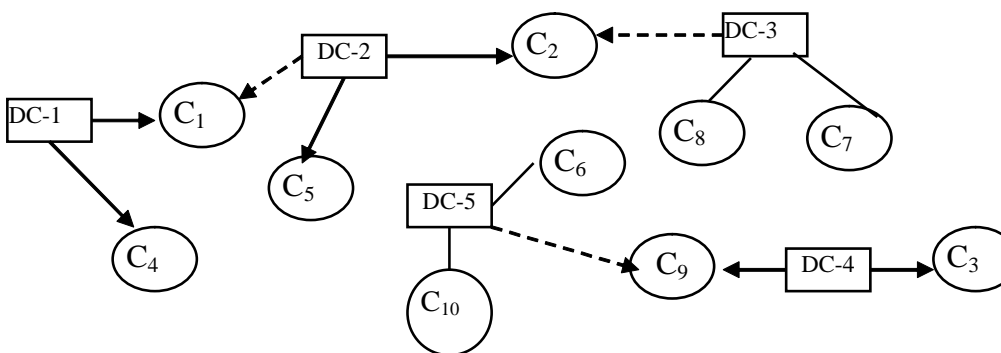 DC-2
C₂
DC-3
DC-1
C₁
C₈
C₇
C₅
C₆
DC-5
C₄
C₉
DC-4
C₃
C₁₀